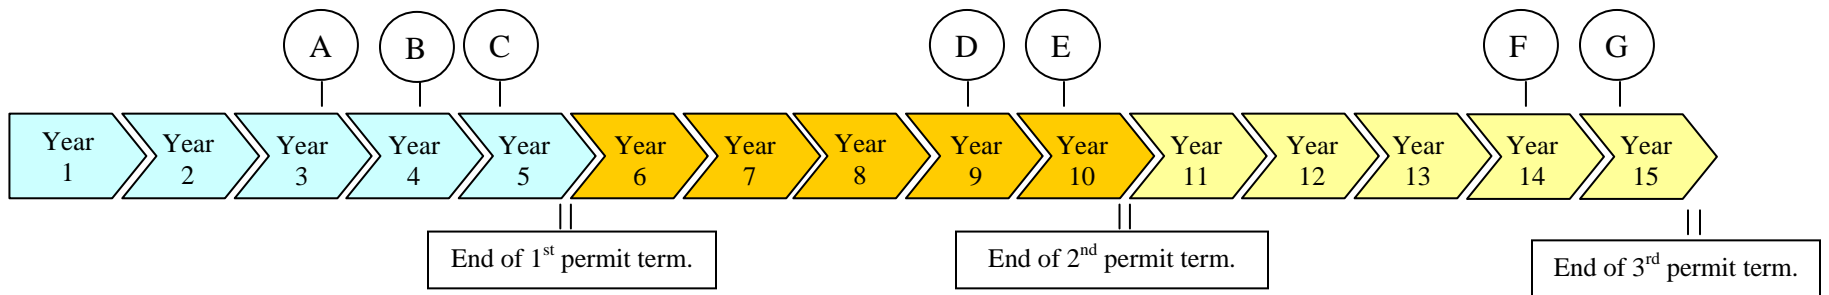 A B C D E F G
Year 1
Year 2
Year 3
Year 4
Year 5
Year 6
Year 7
Year 8
Year 9
Year 10
Year 11
Year 12
Year 13
Year 14
Year 15
End of 1st permit term.
End of 2nd permit term.
End of 3rd permit term.